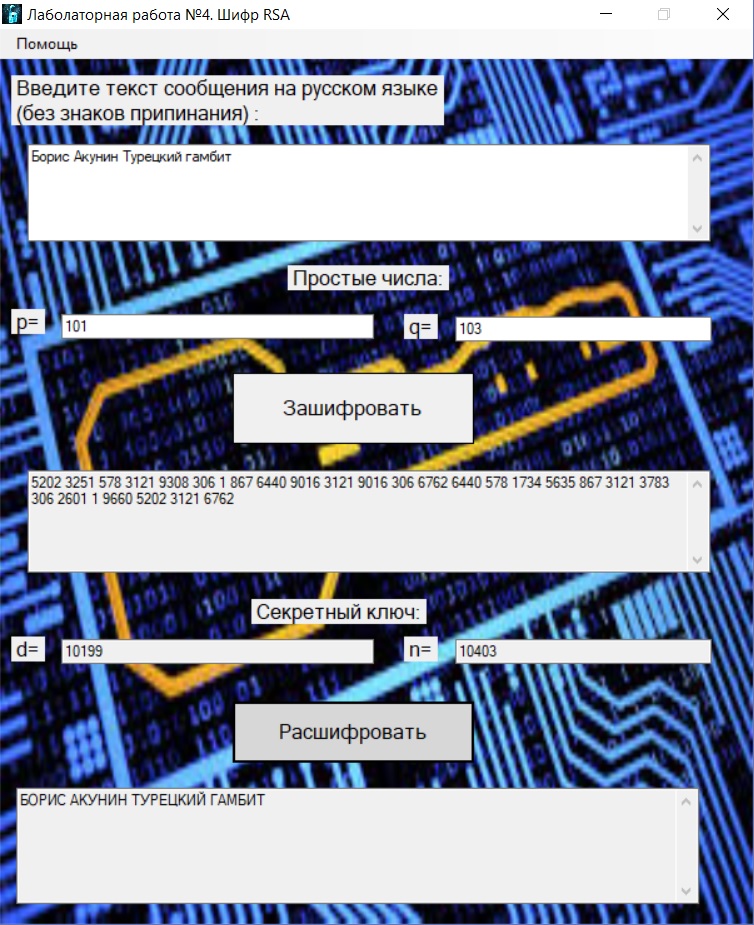 Лаболаторная работа №4. Шифр RSA
Помощь
Введите текст сообщения на русском языке
(без знаков припинания) :
Борис Акунин Турецкий гамбит
Простые числа:
p= 101 q= 103
Зашифровать
5202 3251 578 3121 9308 306 1 867 6440 9016 3121 9016 306 6762 6440 578 1734 5635 867 3121 3783
306 2601 1 9660 5202 3121 6762
Секретный ключ:
d= 10199 n= 10403
Расшифровать
БОРИС АКУНИН ТУРЕЦКИЙ ГАМБИТ